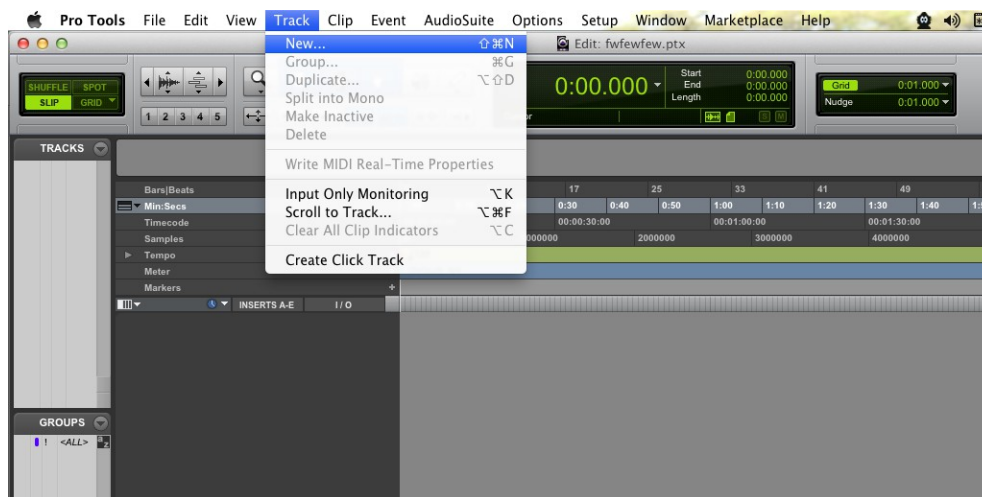 Pro Tools File Edit View Track Clip Event AudioSuite Options Setup Window Marketplace Help
Edit: fwfewfew.ptx
New... ⇧⌘N
Group... ⌘G
Duplicate... ⌥⇧D
Split into Mono
Make Inactive
Delete
Write MIDI Real-Time Properties
Input Only Monitoring ⌥K
Scroll to Track... ⌥⌘F
Clear All Clip Indicators ⌥C
Create Click Track
SHUFFLE SPOT
SLIP GRID
1 2 3 4 5
0:00.000
Start 0:00.000
End 0:00.000
Length 0:00.000
Grid 0:01.000
Nudge 0:01.000
TRACKS
Bars|Beats 17 25 33 41 49
Min:Secs 0:30 0:40 0:50 1:00 1:10 1:20 1:30 1:40
Timecode 00:00:30:00 00:01:00:00 00:01:30:00
Samples 2000000 3000000 4000000
Tempo
Meter
Markers +
INSERTS A-E I / O
GROUPS
! <ALL> a z